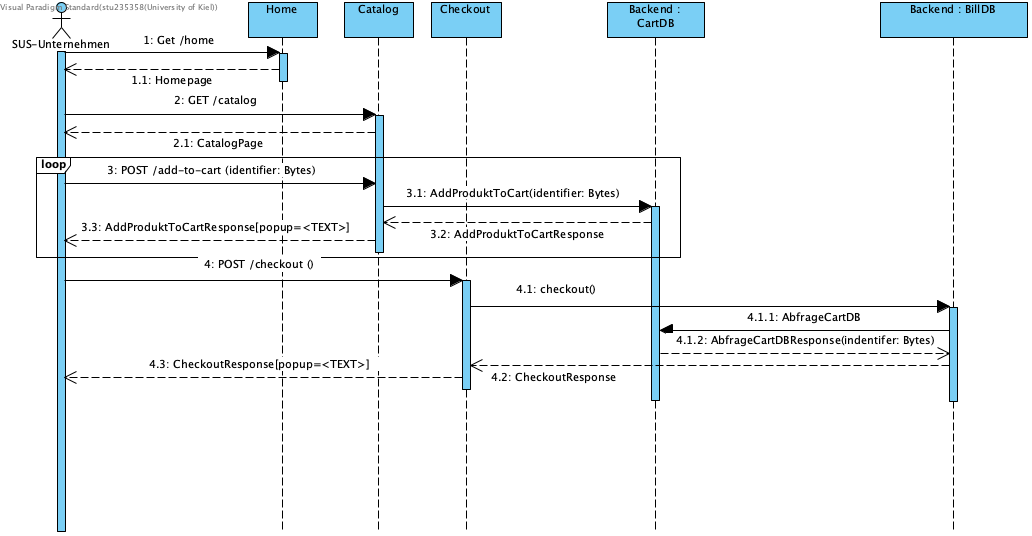 Visual Paradigm Standard(stu235358(University of Kiel))
Home
Catalog
Checkout
Backend :
CartDB
Backend : BillDB
SUS-Unternehmen
1: Get /home
1.1: Homepage
2: GET /catalog
2.1: CatalogPage
loop
3: POST /add-to-cart (identifier: Bytes)
3.1: AddProduktToCart(identifier: Bytes)
3.3: AddProduktToCartResponse[popup=<TEXT>]
3.2: AddProduktToCartResponse
4: POST /checkout ()
4.1: checkout()
4.1.1: AbfrageCartDB
4.1.2: AbfrageCartDBResponse(indentifer: Bytes)
4.3: CheckoutResponse[popup=<TEXT>]
4.2: CheckoutResponse